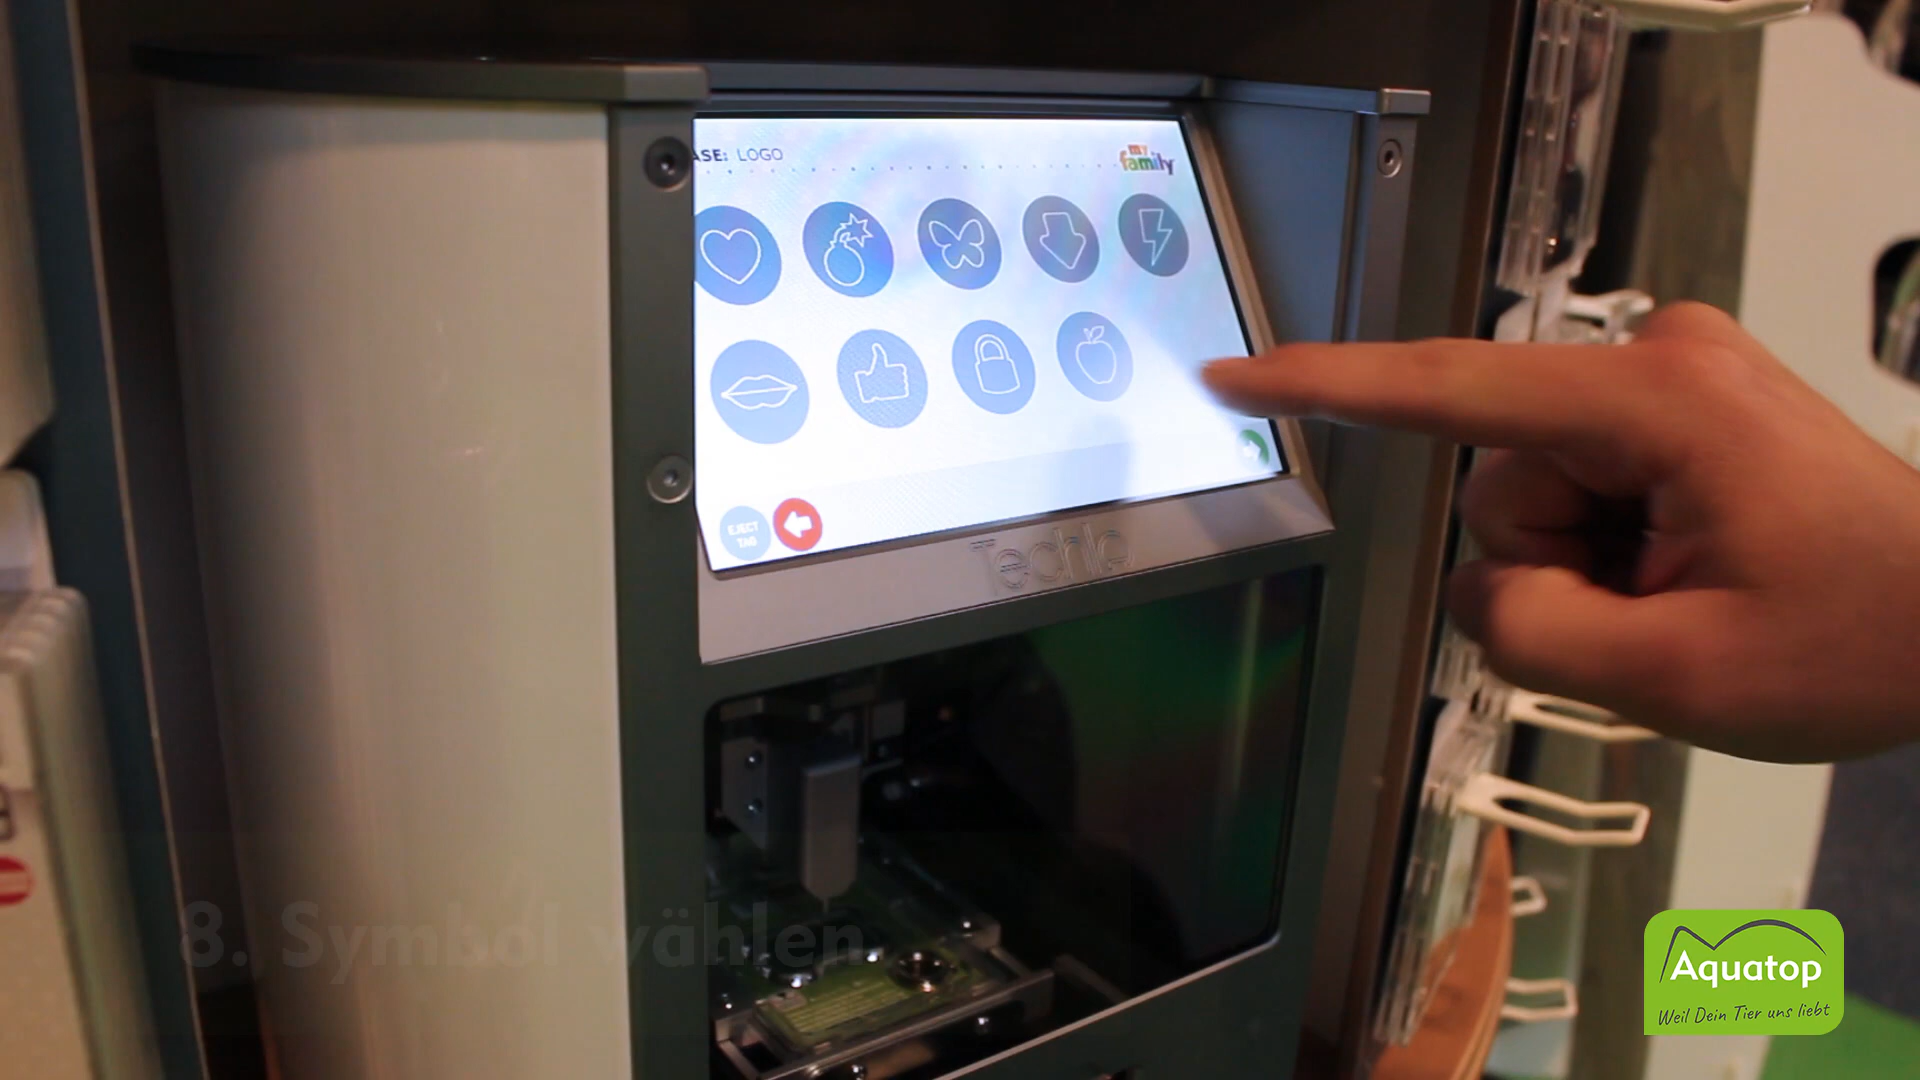 ASE: LOGO
my
family
EJECT
TAG
Techla
8. Symbol wählen
Aquatop
Weil Dein Tier uns liebt